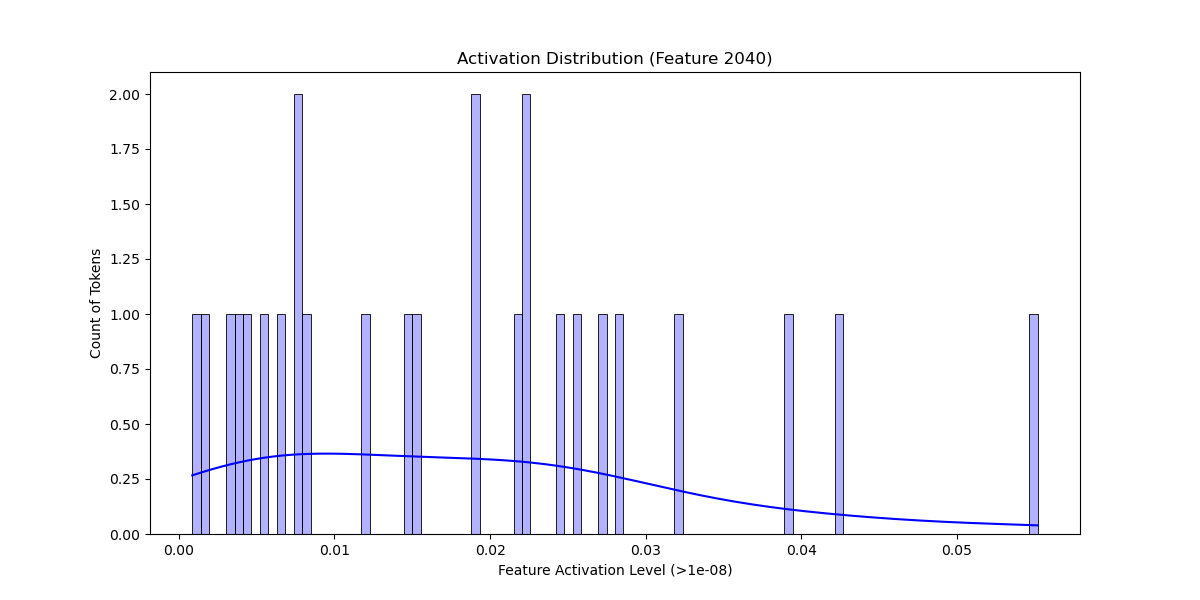 Activation Distribution (Feature 2040)
Count of Tokens
2.00
1.75
1.50
1.25
1.00
0.75
0.50
0.25
0.00
0.00 0.01 0.02 0.03 0.04 0.05
Feature Activation Level (>1e-08)